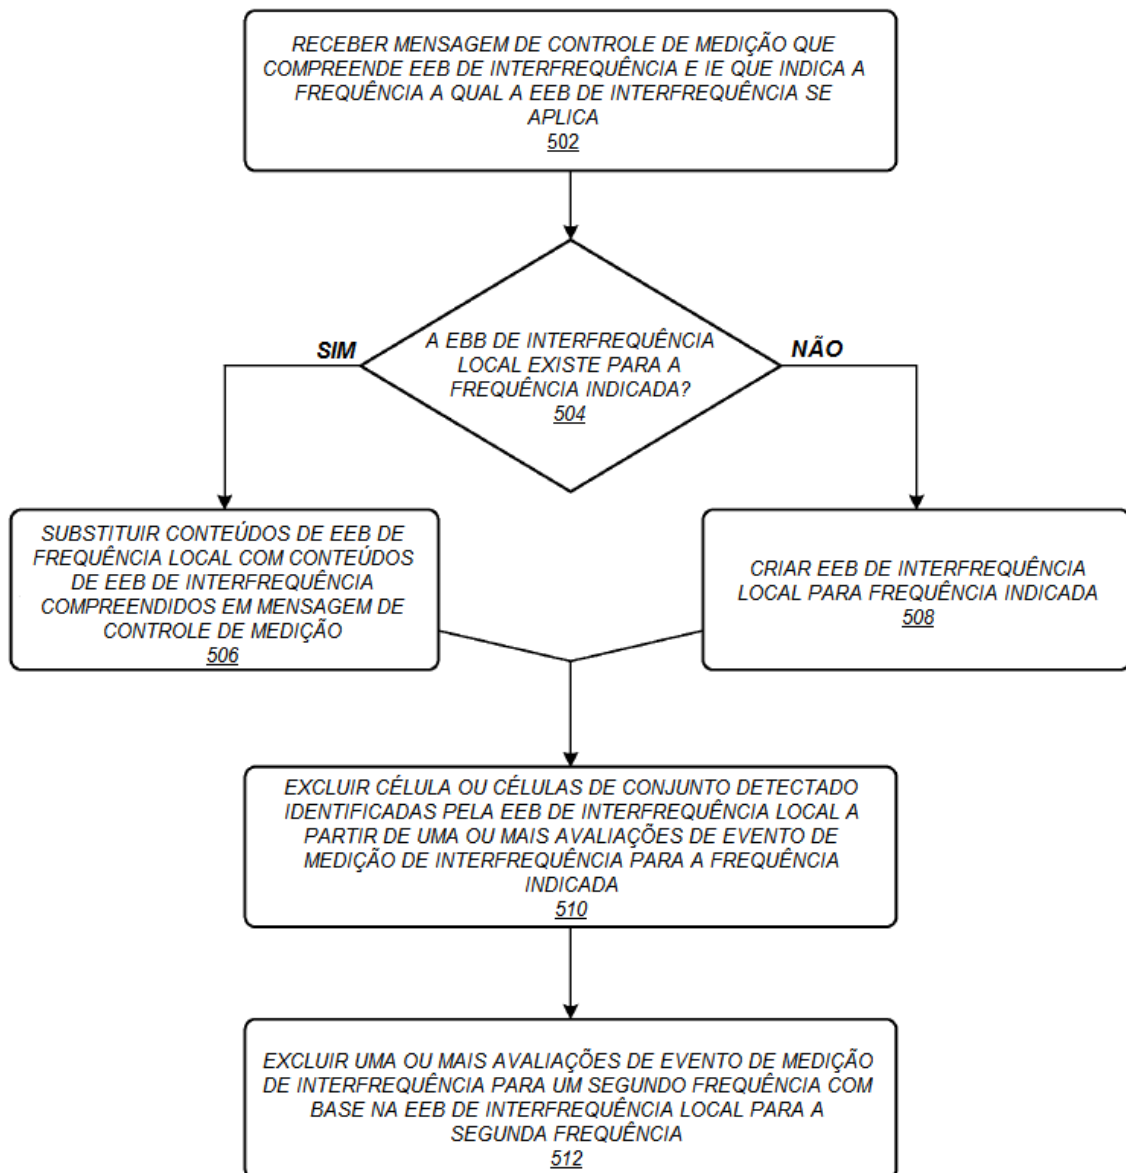 RECEBER MENSAGEM DE CONTROLE DE MEDIÇÃO QUE
COMPREENDE EEB DE INTERFREQUÊNCIA E IE QUE INDICA A
FREQUÊNCIA A QUAL A EEB DE INTERFREQUÊNCIA SE
APLICA
502
A EBB DE INTERFREQUÊNCIA
LOCAL EXISTE PARA A
FREQUÊNCIA INDICADA?
504
SIM
NÃO
SUBSTITUIR CONTEÚDOS DE EEB DE
FREQUÊNCIA LOCAL COM CONTEÚDOS
DE EEB DE INTERFREQUÊNCIA
COMPREENDIDOS EM MENSAGEM DE
CONTROLE DE MEDIÇÃO
506
CRIAR EEB DE INTERFREQUÊNCIA
LOCAL PARA FREQUÊNCIA INDICADA
508
EXCLUIR CÉLULA OU CÉLULAS DE CONJUNTO DETECTADO
IDENTIFICADAS PELA EEB DE INTERFREQUÊNCIA LOCAL A
PARTIR DE UMA OU MAIS AVALIAÇÕES DE EVENTO DE
MEDIÇÃO DE INTERFREQUÊNCIA PARA A FREQUÊNCIA
INDICADA
510
EXCLUIR UMA OU MAIS AVALIAÇÕES DE EVENTO DE MEDIÇÃO
DE INTERFREQUÊNCIA PARA UM SEGUNDO FREQUÊNCIA COM
BASE NA EEB DE INTERFREQUÊNCIA LOCAL PARA A
SEGUNDA FREQUÊNCIA
512